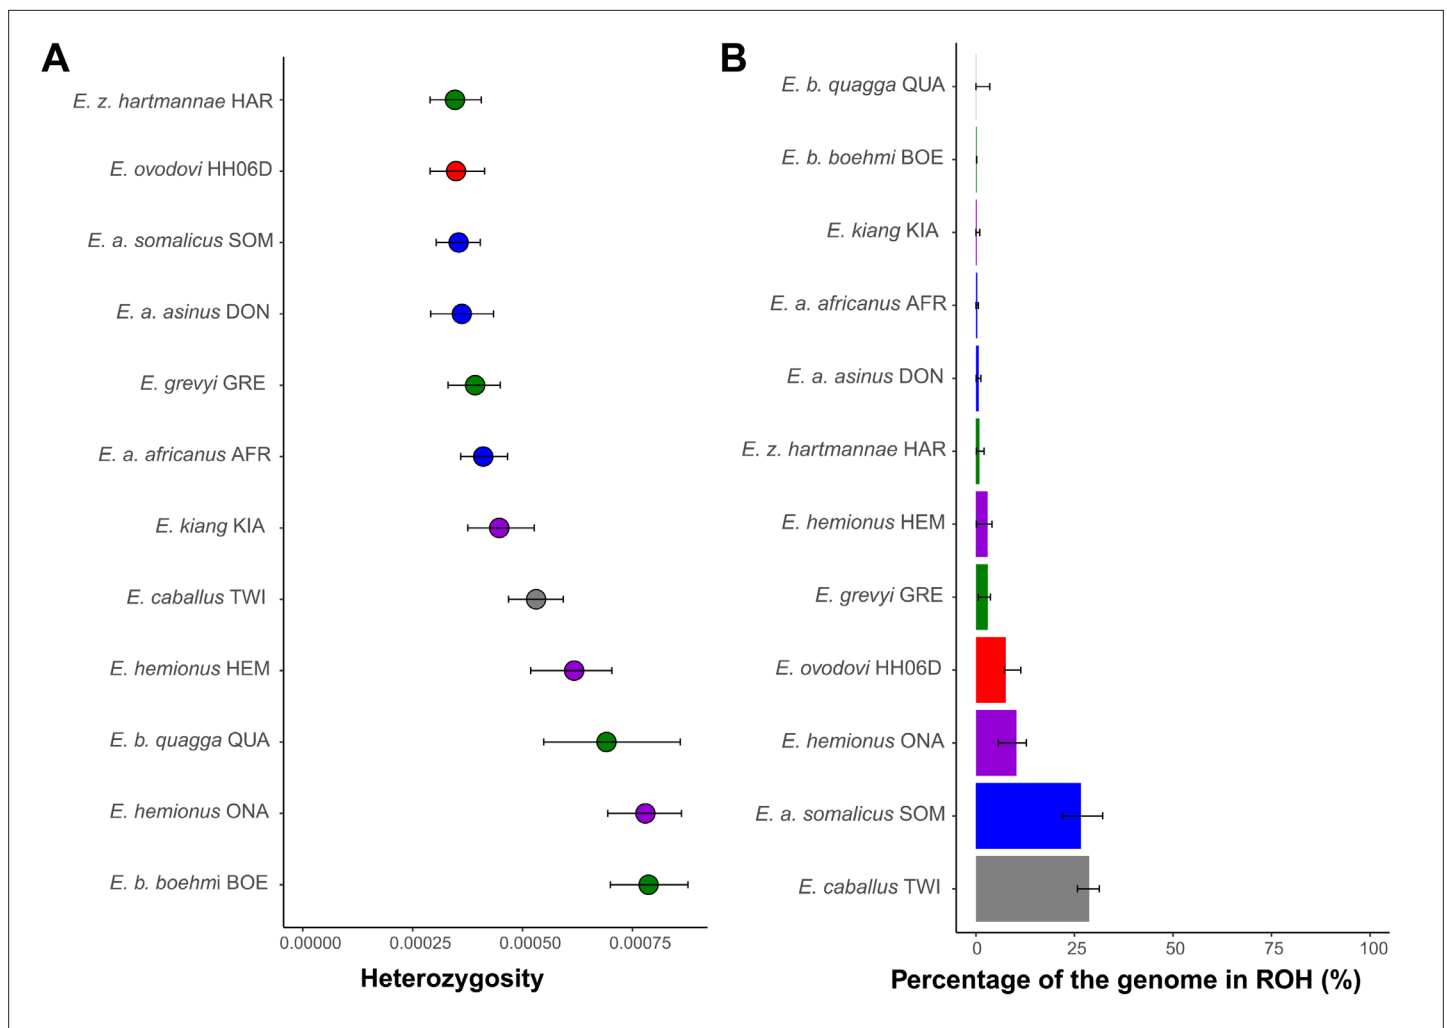 A
E. z. hartmannae HAR
E. ovodovi HH06D
E. a. somalicus SOM
E. a. asinus DON
E. grevyi GRE
E. a. africanus AFR
E. kiang KIA
E. caballus TWI
E. hemionus HEM
E. b. quagga QUA
E. hemionus ONA
E. b. boehmi BOE
0.00000 0.00025 0.00050 0.00075
Heterozygosity
B
E. b. quagga QUA
E. b. boehmi BOE
E. kiang KIA
E. a. africanus AFR
E. a. asinus DON
E. z. hartmannae HAR
E. hemionus HEM
E. grevyi GRE
E. ovodovi HH06D
E. hemionus ONA
E. a. somalicus SOM
E. caballus TWI
0 25 50 75 100
Percentage of the genome in ROH (%)